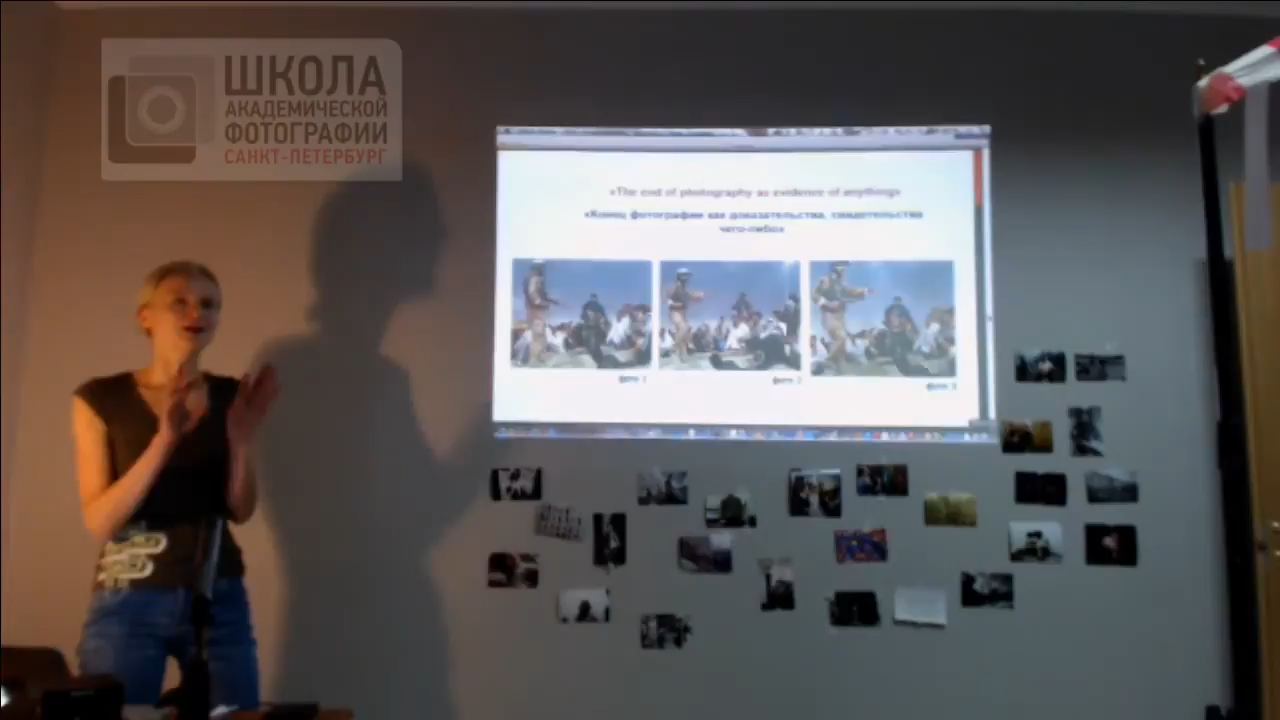 ШКОЛА
АКАДЕМИЧЕСКОЙ
ФОТОГРАФИИ
САНКТ-ПЕТЕРБУРГ
«The end of photography as evidence of anything»
«Конец фотографии как доказательства, свидетельства
чего-либо»
фото 1
фото 2
фото 3